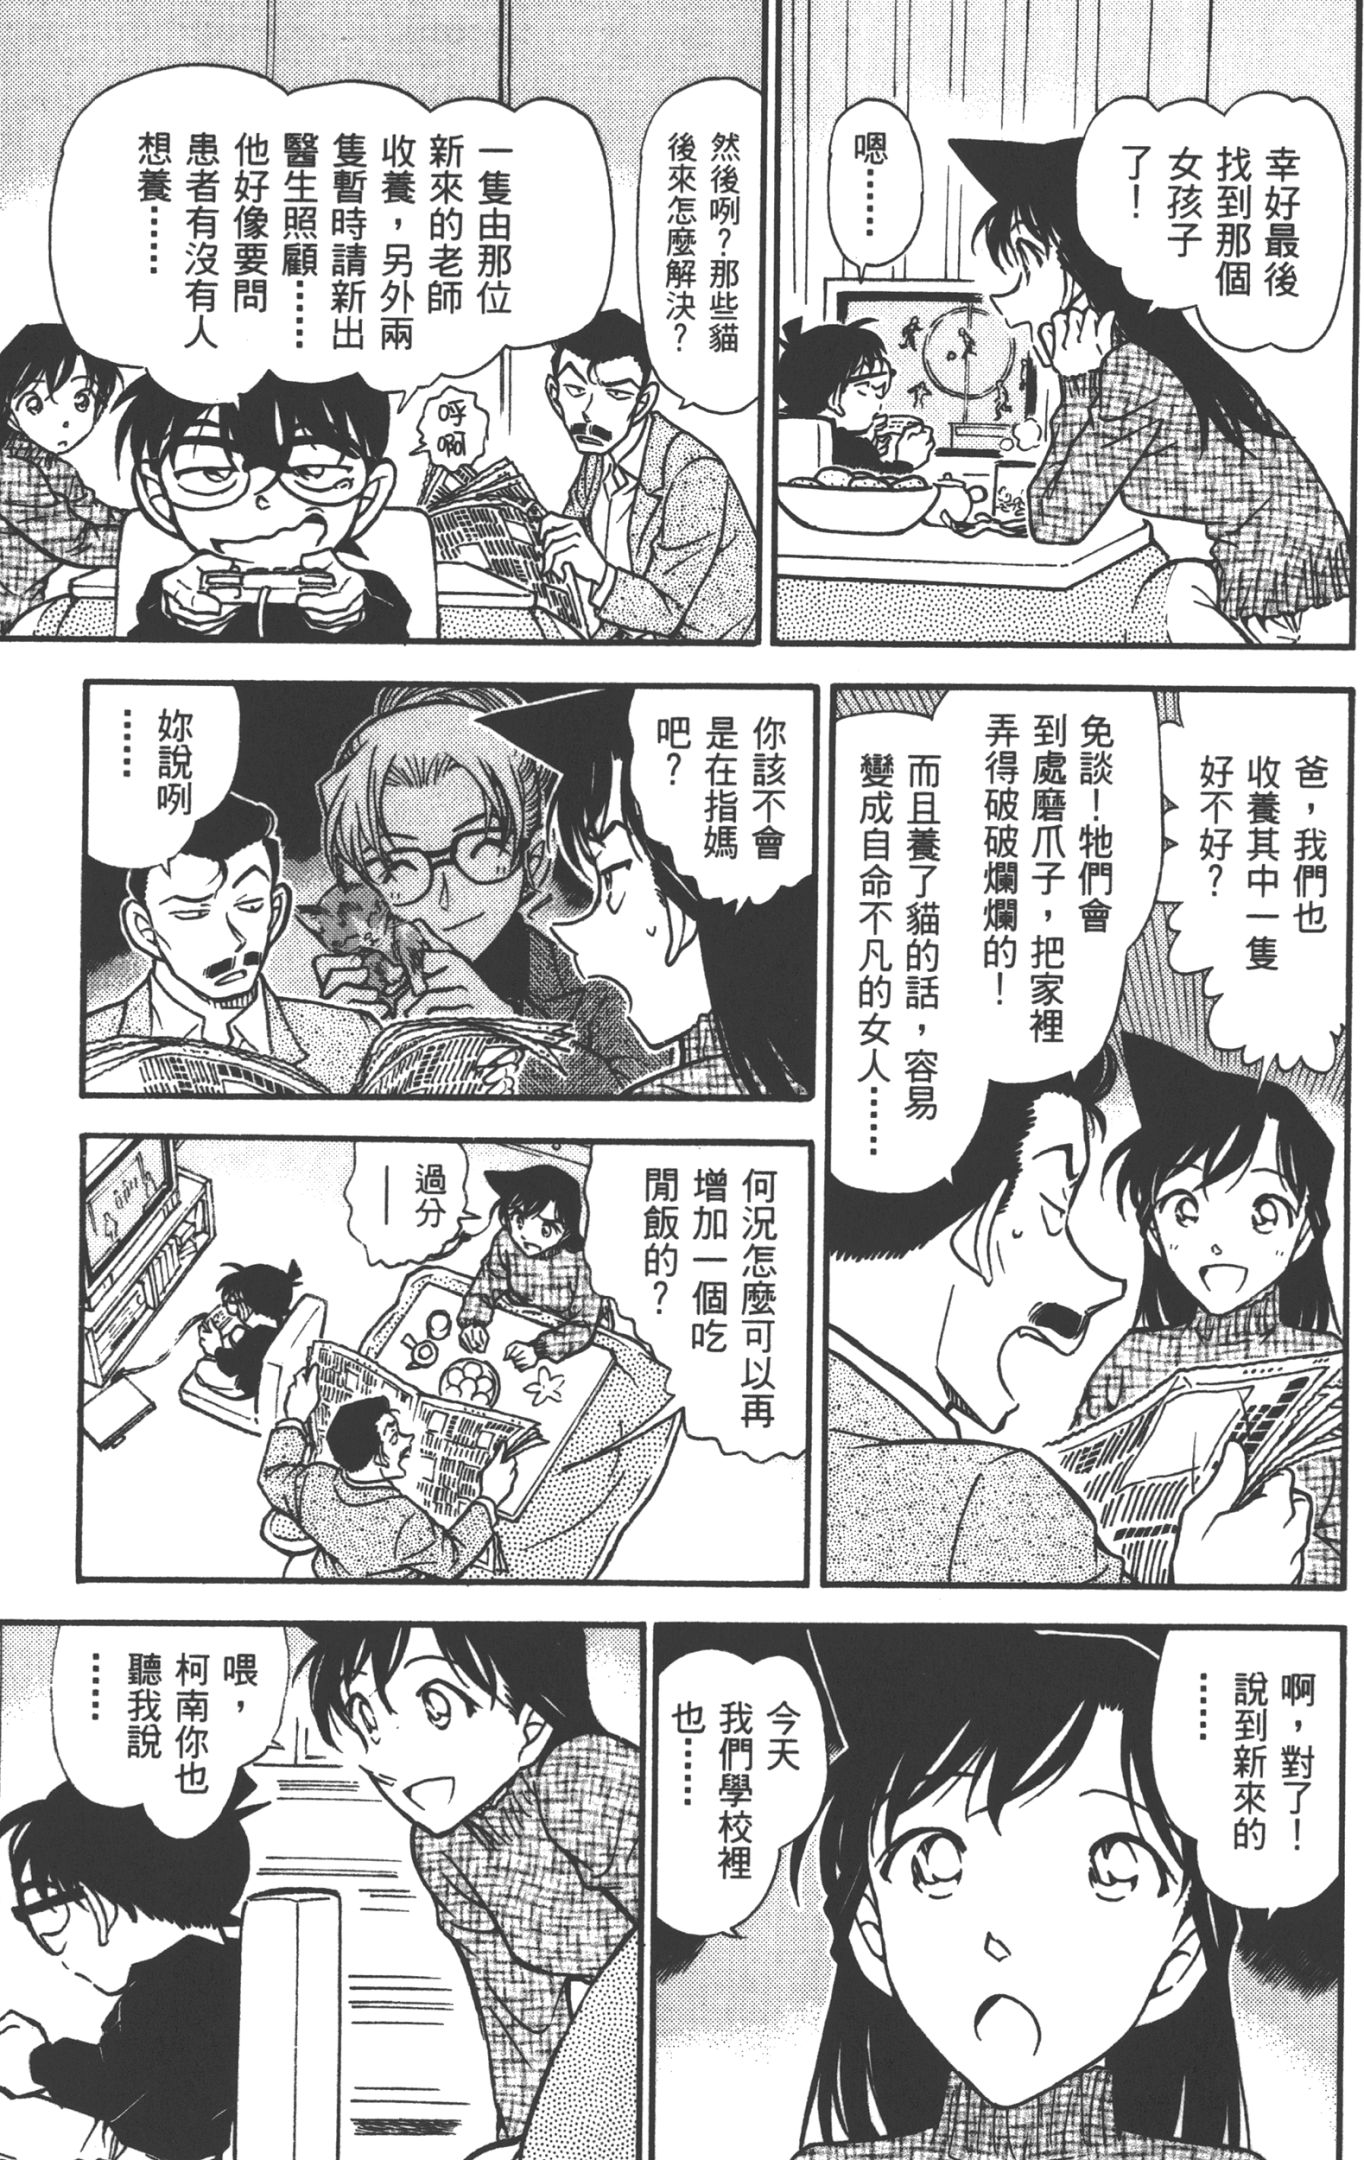 幸好最後
找到那個
女孩子
了！
嗯……
然後咧？那些貓
後來怎麼解決？
一隻由那位
新來的老師
收養，另外兩
隻暫時請新出
醫生照顧……
他好像要問
患者有沒有人
想養……
呼
啊
爸，我們也
收養其中一隻
好不好？
免談！牠們會
到處磨爪子，把家裡
弄得破破爛爛的！
而且養了貓的話，容易
變成自命不凡的女人……
你該不會
是在指媽
吧？
妳說咧
……
何況怎麼可以再
增加一個吃
閒飯的？
過分
——
啊，對了！
說到新來的
……
今天
我們學校裡
也……
喂，
柯南你也
聽我說
……